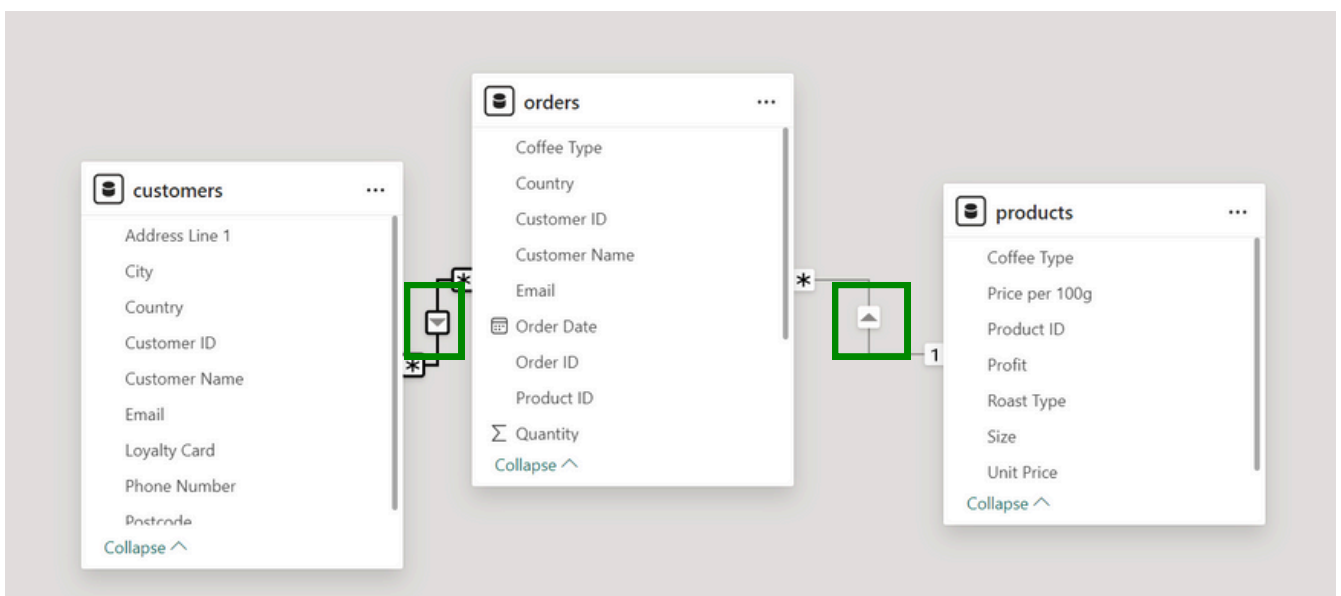 customers
Address Line 1
City
Country
Customer ID
Customer Name
Email
Loyalty Card
Phone Number
Postcode
Collapse
*
*
orders
Coffee Type
Country
Customer ID
Customer Name
Email
Order Date
Order ID
Product ID
Σ Quantity
Collapse
*
1
products
Coffee Type
Price per 100g
Product ID
Profit
Roast Type
Size
Unit Price
Collapse